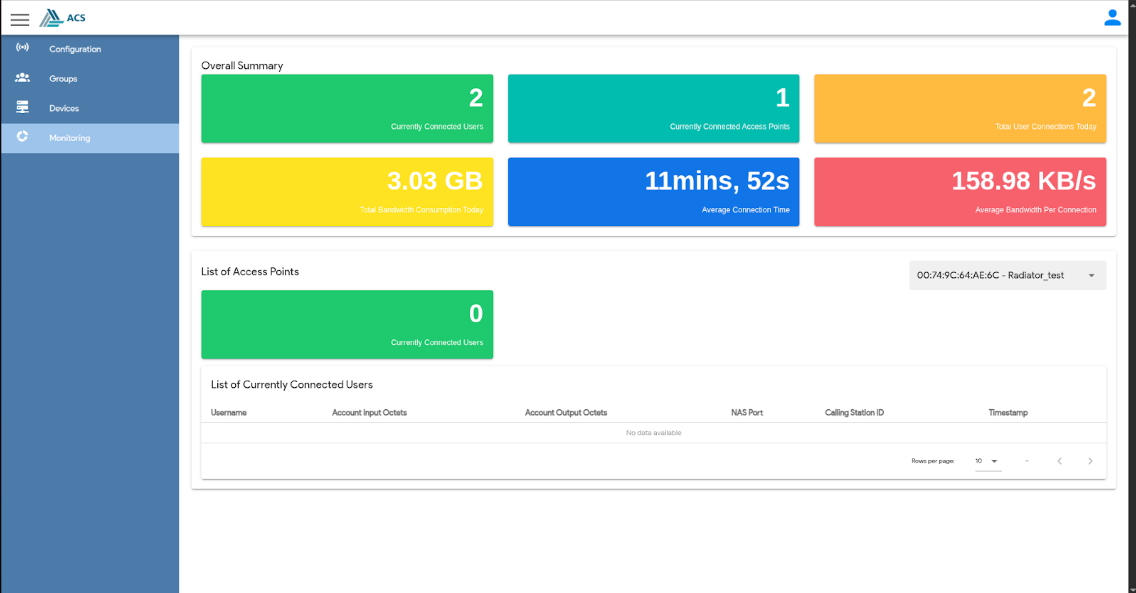 ACS
Configuration
Groups
Devices
Monitoring
Overall Summary
2
Currently Connected Users
1
Currently Connected Access Points
2
Total User Connections Today
3.03 GB
Total Bandwidth Consumption Today
11mins, 52s
Average Connection Time
158.98 KB/s
Average Bandwidth Per Connection
List of Access Points
00:74:9C:64:AE:6C - Radiator_test
0
Currently Connected Users
List of Currently Connected Users
Username Account Input Octets Account Output Octets NAS Port Calling Station ID Timestamp
No data available
Rows per page: 10 -